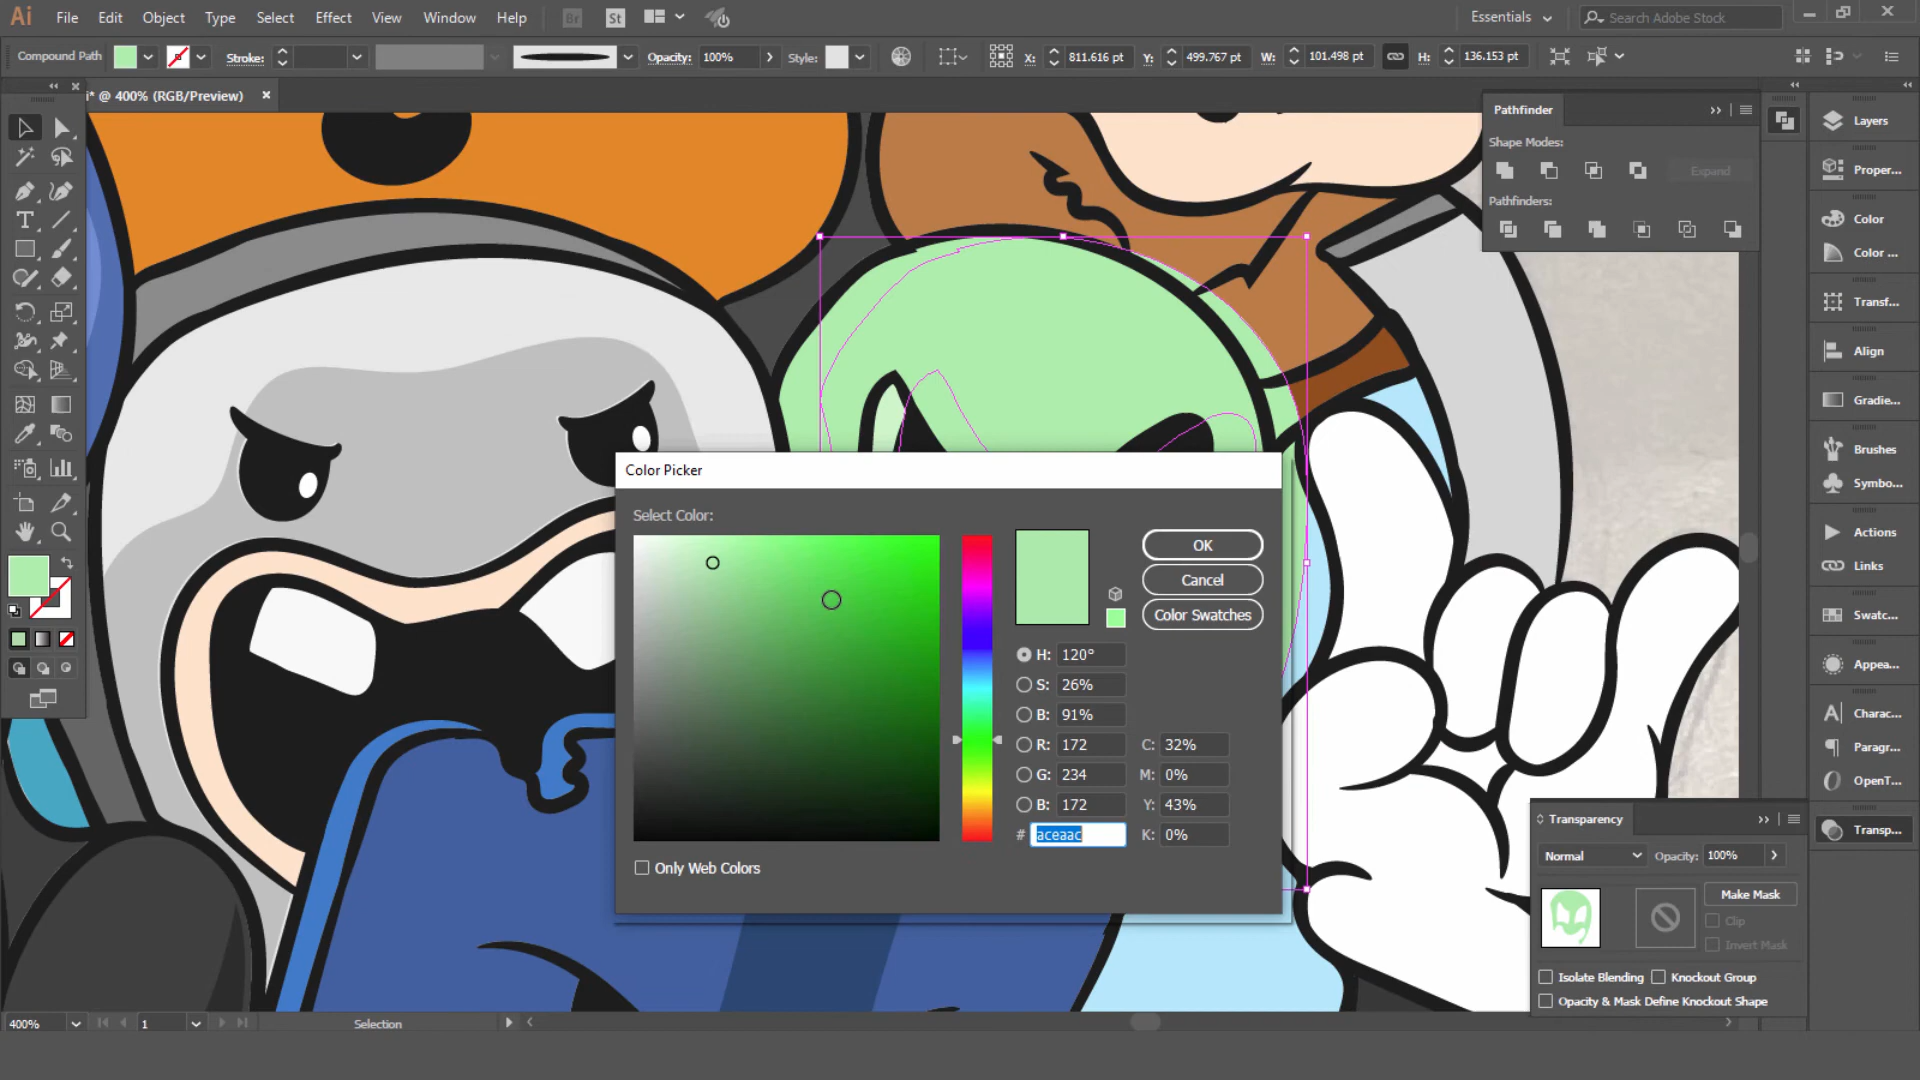 Ai File Edit Object Type Select Effect View Window Help Br St Essentials Search Adobe Stock
Compound Path Stroke: Opacity: 100% Style: X: 811.616 pt Y: 499.767 pt W: 101.498 pt H: 136.153 pt
i* @ 400% (RGB/Preview)
Pathfinder
Shape Modes:
Expand
Pathfinders:
Layers
Proper...
Color
Color ...
Transf...
Align
Gradie...
Brushes
Symbo...
Actions
Links
Swatc...
Appea...
Charac...
Paragr...
OpenT...
Transp...
Color Picker
Select Color:
OK
Cancel
Color Swatches
H: 120°
S: 26%
B: 91%
R: 172 C: 32%
G: 234 M: 0%
B: 172 Y: 43%
# aceaac K: 0%
Only Web Colors
Transparency
Normal Opacity: 100%
Make Mask
Clip
Invert Mask
Isolate Blending Knockout Group
Opacity & Mask Define Knockout Shape
400% 1 Selection